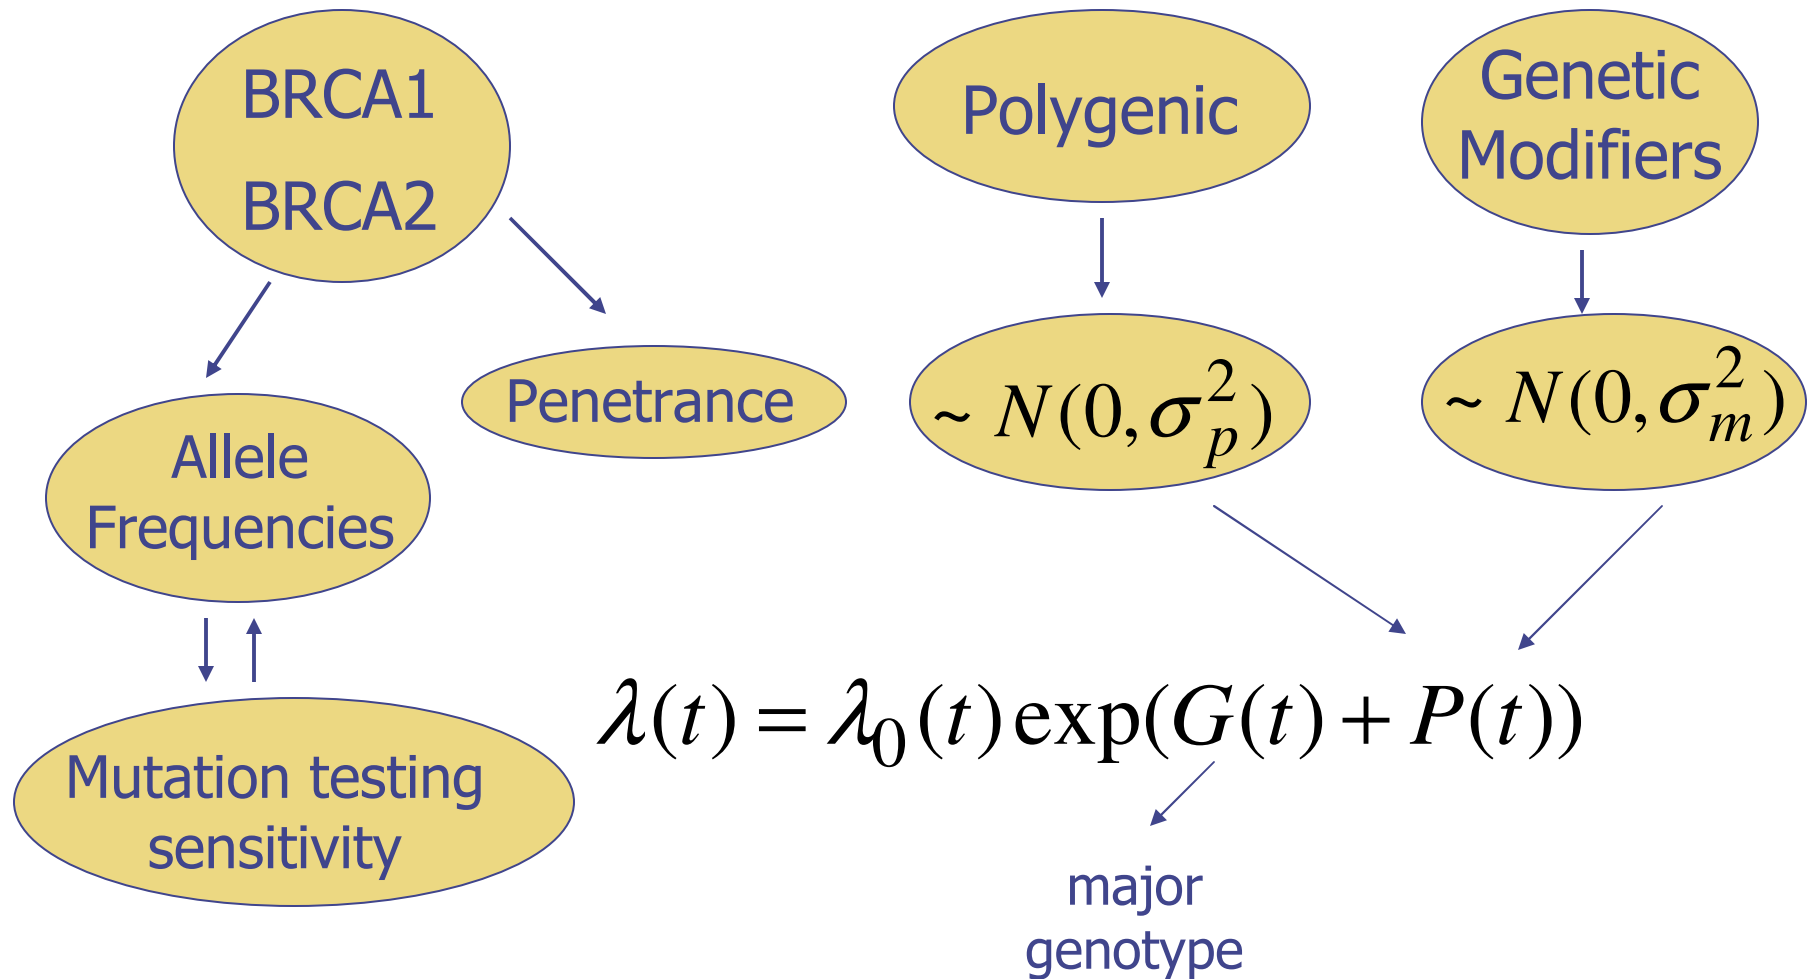 BRCA1
BRCA2
Polygenic
Genetic
Modifiers
Penetrance
~ N(0, σ_p^2)
~ N(0, σ_m^2)
Allele
Frequencies
λ(t) = λ_0(t) exp(G(t) + P(t))
Mutation testing
sensitivity
major
genotype